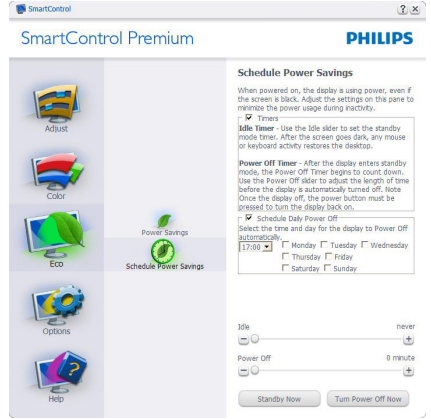 SmartControl
SmartControl Premium
PHILIPS
Adjust
Color
Eco
Options
Help
Power Savings
Schedule Power Savings
Schedule Power Savings
When powered on, the display is using power, even if
the screen is black. Adjust the settings on this pane to
minimize the power usage during inactivity.
Timers
Idle Timer - Use the Idle slider to set the standby
mode timer. After the screen goes dark, any mouse
or keyboard activity restores the desktop.
Power Off Timer - After the display enters standby
mode, the Power Off Timer begins to count down.
Use the Power Off slider to adjust the length of time
before the display is automatically turned off. Note
Once the display off, the power button must be
pressed to turn the display back on.
Schedule Daily Power Off
Select the time and day for the display to Power Off
automatically.
17:00 Monday Tuesday Wednesday
Thursday Friday
Saturday Sunday
Idle never
Power Off 0 minute
Standby Now Turn Power Off Now